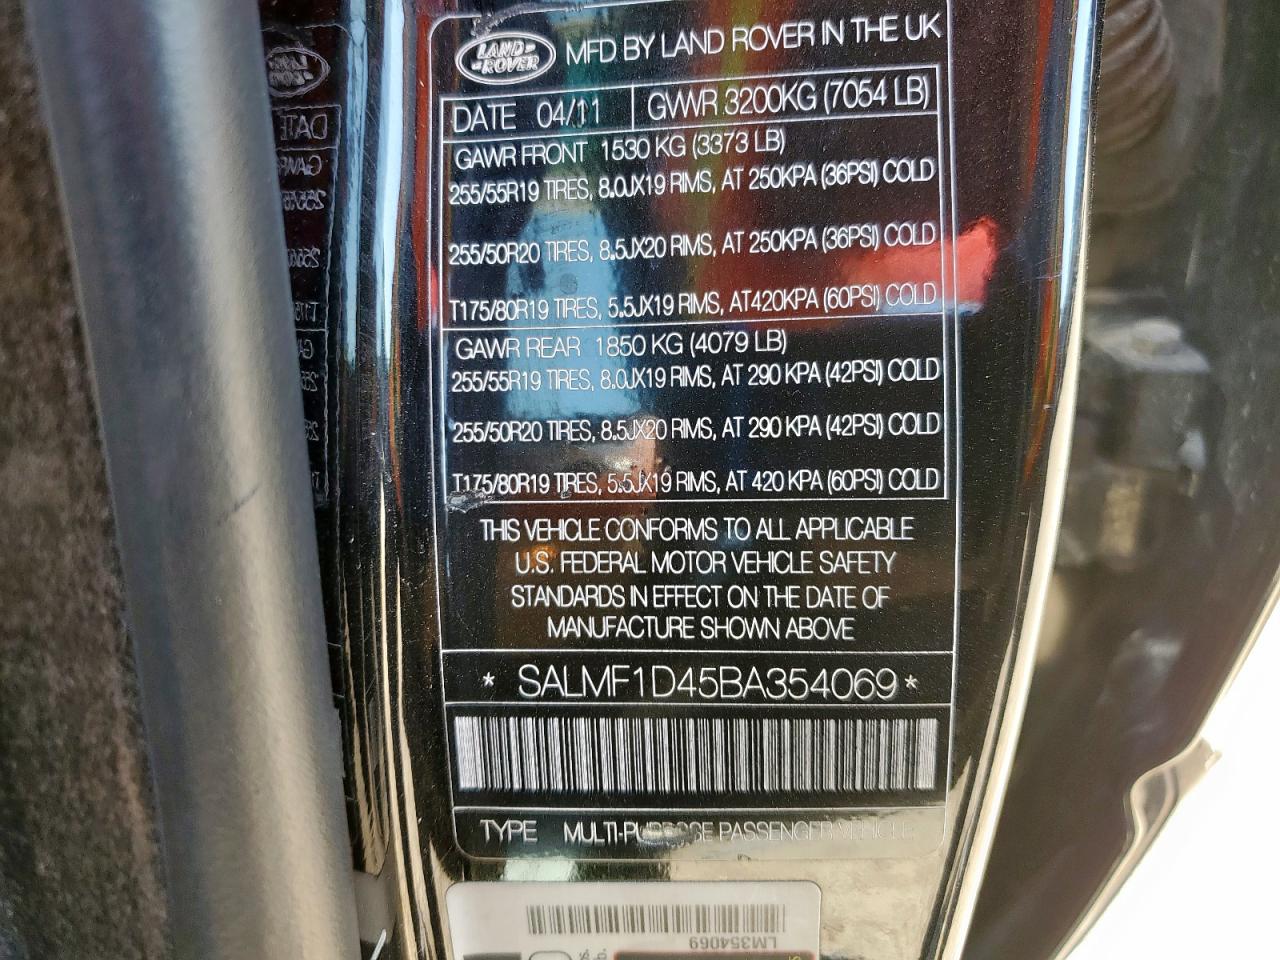 LAND ROVER
MFD BY LAND ROVER IN THE UK
DATE 04/11 GWWR 3200KG (7054 LB)
GAWR FRONT 1530 KG (3373 LB)
255/55R19 TIRES, 8.0JX19 RIMS, AT 250KPA (36PSI) COLD
255/50R20 TIRES, 8.5JX20 RIMS, AT 250KPA (36PSI) COLD
T175/80R19 TIRES, 5.5JX19 RIMS, AT420KPA (60PSI) COLD
GAWR REAR 1850 KG (4079 LB)
255/55R19 TIRES, 8.0JX19 RIMS, AT 290 KPA (42PSI) COLD
255/50R20 TIRES, 8.5JX20 RIMS, AT 290 KPA (42PSI) COLD
T175/80R19 TIRES, 5.5JX19 RIMS, AT 420 KPA (60PSI) COLD
THIS VEHICLE CONFORMS TO ALL APPLICABLE
U.S. FEDERAL MOTOR VEHICLE SAFETY
STANDARDS IN EFFECT ON THE DATE OF
MANUFACTURE SHOWN ABOVE
* SALMF1D45BA354069 *
TYPE MULTI-PURPOSE PASSENGER VEHICLE
LM354069